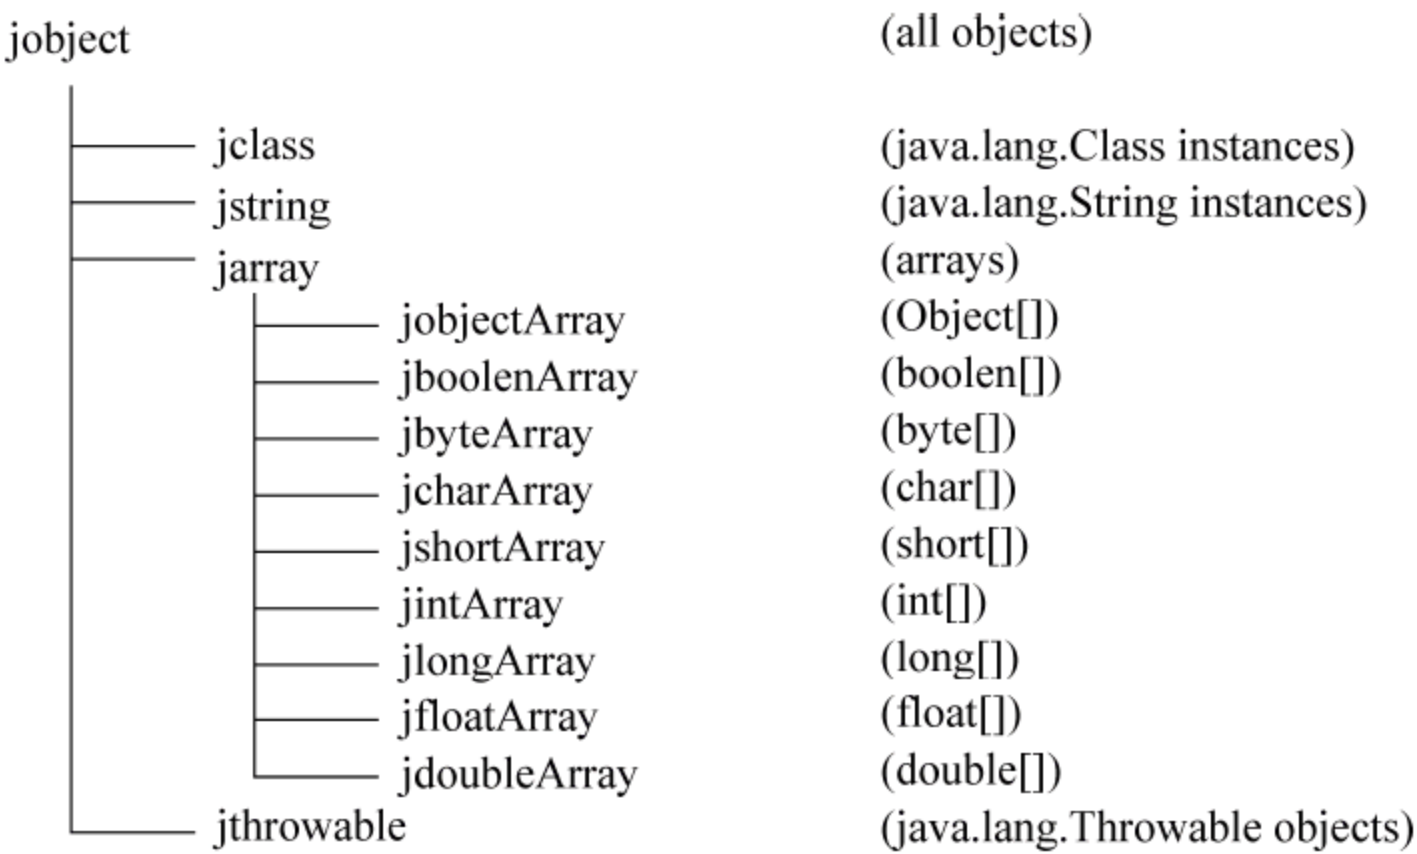 jobject (all objects)
jclass (java.lang.Class instances)
jstring (java.lang.String instances)
jarray (arrays)
jobjectArray (Object[])
jboolenArray (boolen[])
jbyteArray (byte[])
jcharArray (char[])
jshortArray (short[])
jintArray (int[])
jlongArray (long[])
jfloatArray (float[])
jdoubleArray (double[])
jthrowable (java.lang.Throwable objects)